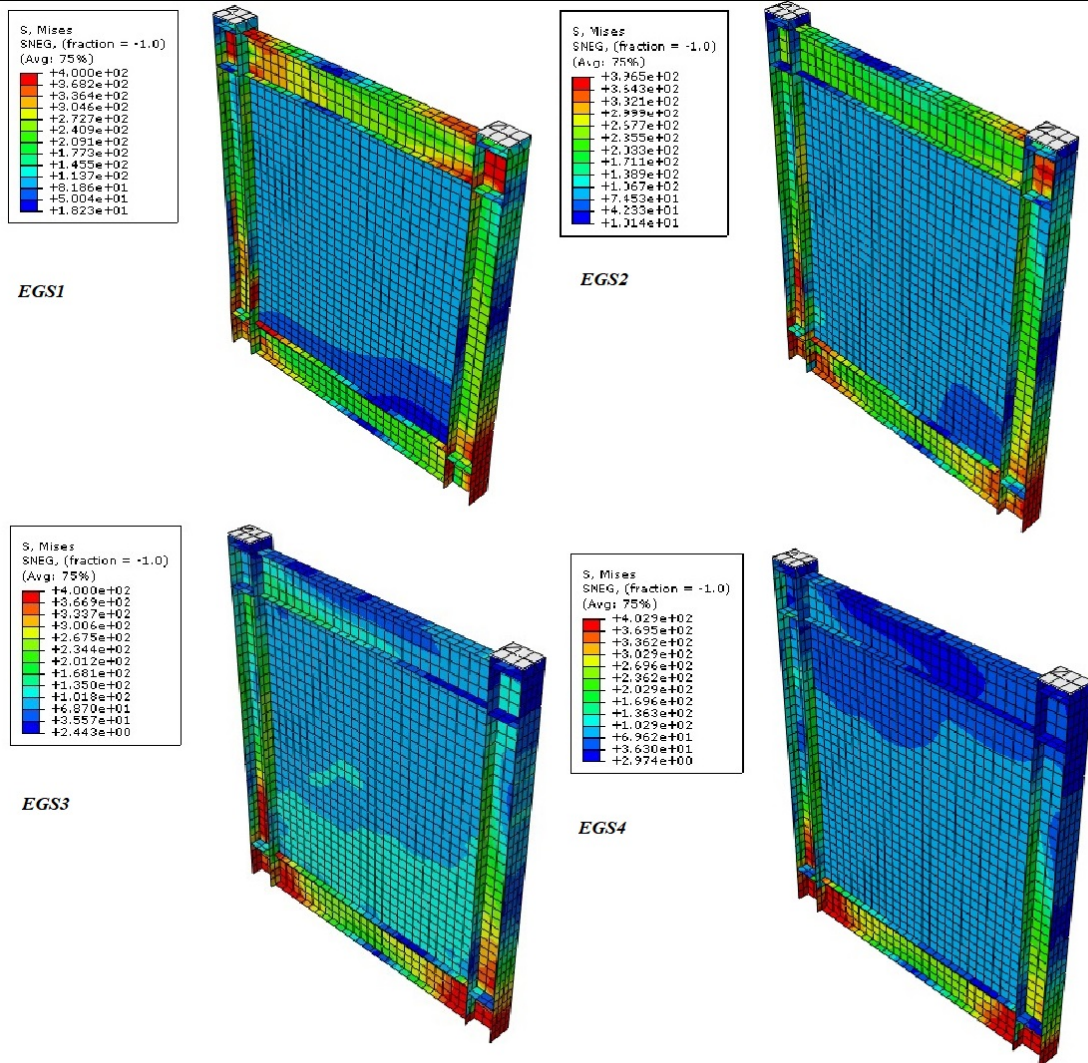 S, Mises
SNEG, (fraction = -1.0)
(Avg: 75%)
+4.000e+02
+3.682e+02
+3.364e+02
+3.046e+02
+2.727e+02
+2.409e+02
+2.091e+02
+1.773e+02
+1.455e+02
+1.137e+02
+8.186e+01
+5.004e+01
+1.823e+01
EGS1
S, Mises
SNEG, (fraction = -1.0)
(Avg: 75%)
+3.965e+02
+3.643e+02
+3.321e+02
+2.999e+02
+2.677e+02
+2.355e+02
+2.033e+02
+1.711e+02
+1.389e+02
+1.067e+02
+7.453e+01
+4.233e+01
+1.014e+01
EGS2
S, Mises
SNEG, (fraction = -1.0)
(Avg: 75%)
+4.000e+02
+3.669e+02
+3.337e+02
+3.006e+02
+2.675e+02
+2.344e+02
+2.012e+02
+1.681e+02
+1.350e+02
+1.018e+02
+6.870e+01
+3.557e+01
+2.443e+00
EGS3
S, Mises
SNEG, (fraction = -1.0)
(Avg: 75%)
+4.029e+02
+3.695e+02
+3.362e+02
+3.029e+02
+2.696e+02
+2.362e+02
+2.029e+02
+1.696e+02
+1.363e+02
+1.029e+02
+6.962e+01
+3.630e+01
+2.974e+00
EGS4